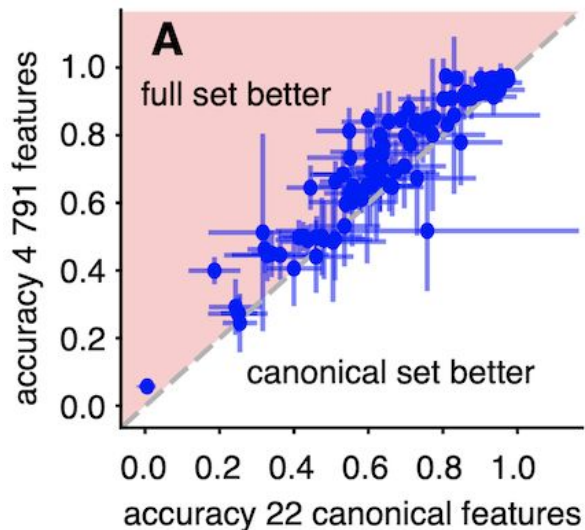 A
full set better
canonical set better
accuracy 4 791 features
1.0
0.8
0.6
0.4
0.2
0.0
0.0 0.2 0.4 0.6 0.8 1.0
accuracy 22 canonical features